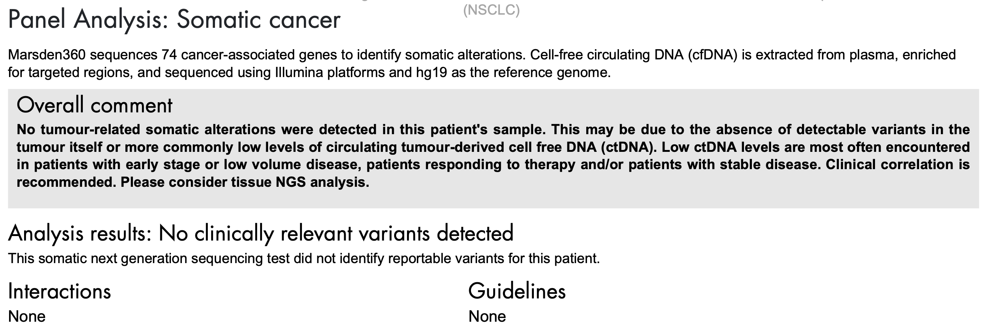 (NSCLC)
Panel Analysis: Somatic cancer
Marsden360 sequences 74 cancer-associated genes to identify somatic alterations. Cell-free circulating DNA (cfDNA) is extracted from plasma, enriched
for targeted regions, and sequenced using Illumina platforms and hg19 as the reference genome.
Overall comment
No tumour-related somatic alterations were detected in this patient's sample. This may be due to the absence of detectable variants in the
tumour itself or more commonly low levels of circulating tumour-derived cell free DNA (ctDNA). Low ctDNA levels are most often encountered
in patients with early stage or low volume disease, patients responding to therapy and/or patients with stable disease. Clinical correlation is
recommended. Please consider tissue NGS analysis.
Analysis results: No clinically relevant variants detected
This somatic next generation sequencing test did not identify reportable variants for this patient.
Interactions
None
Guidelines
None